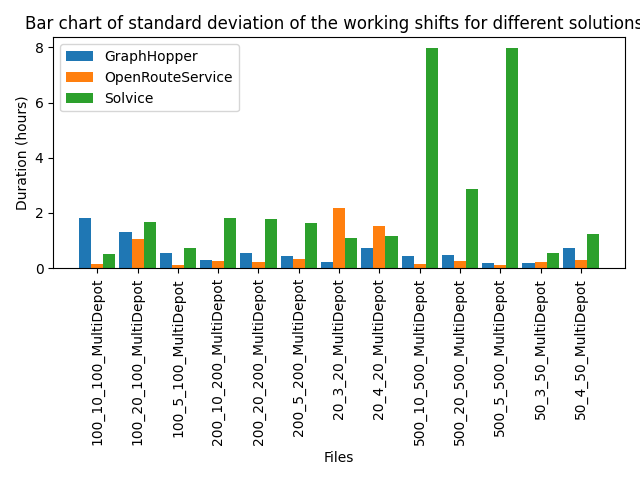 Bar chart of standard deviation of the working shifts for different solutions
GraphHopper
OpenRouteService
Solvice
Duration (hours)
8
6
4
2
0
100_10_100_MultiDepot
100_20_100_MultiDepot
100_5_100_MultiDepot
200_10_200_MultiDepot
200_20_200_MultiDepot
200_5_200_MultiDepot
20_3_20_MultiDepot
20_4_20_MultiDepot
500_10_500_MultiDepot
500_20_500_MultiDepot
500_5_500_MultiDepot
50_3_50_MultiDepot
50_4_50_MultiDepot
Files